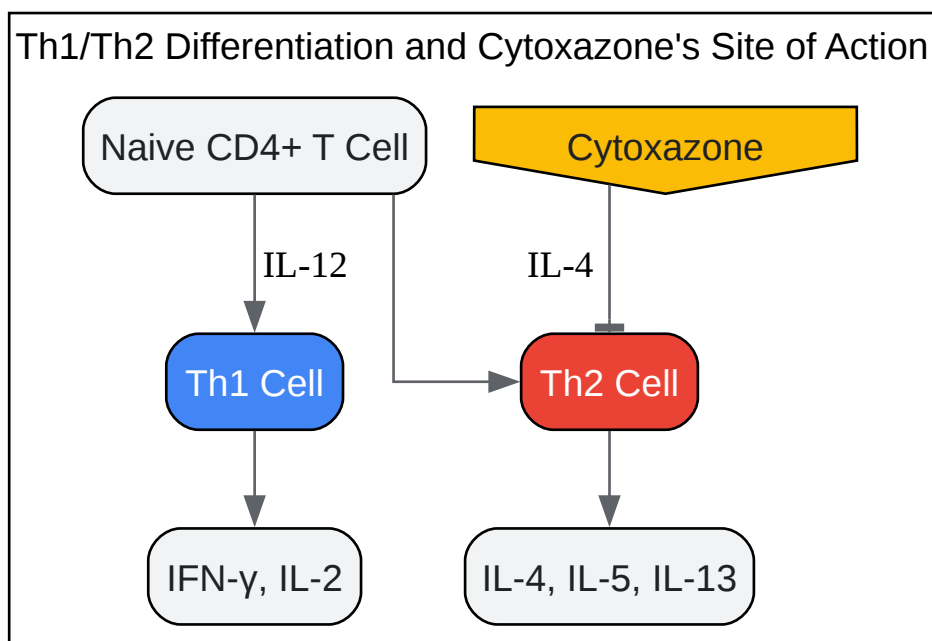 Th1/Th2 Differentiation and Cytoxazone's Site of Action
Naive CD4+ T Cell
Cytoxazone
IL-12
IL-4
Th1 Cell
Th2 Cell
IFN-γ, IL-2
IL-4, IL-5, IL-13